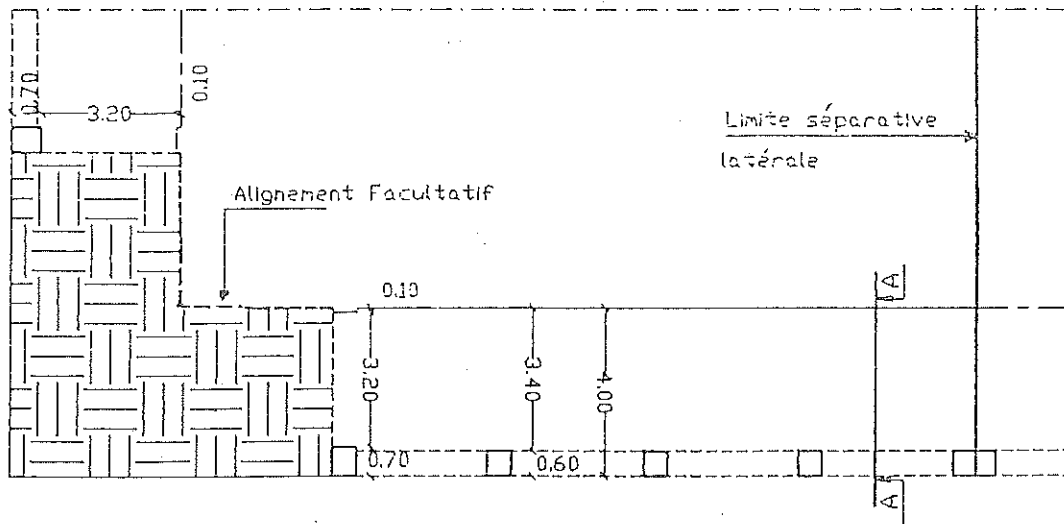 0.70
3.20
0.10
Limite séparative
latérale
Alignement Facultatif
0.10
A
3.20
3.40
4.00
0.70
0,60
A